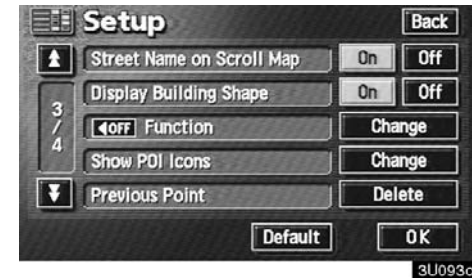 Setup Back
Street Name on Scroll Map On Off
Display Building Shape On Off
3/4
◄OFF Function Change
Show POI Icons Change
Previous Point Delete
Default OK
3U093c